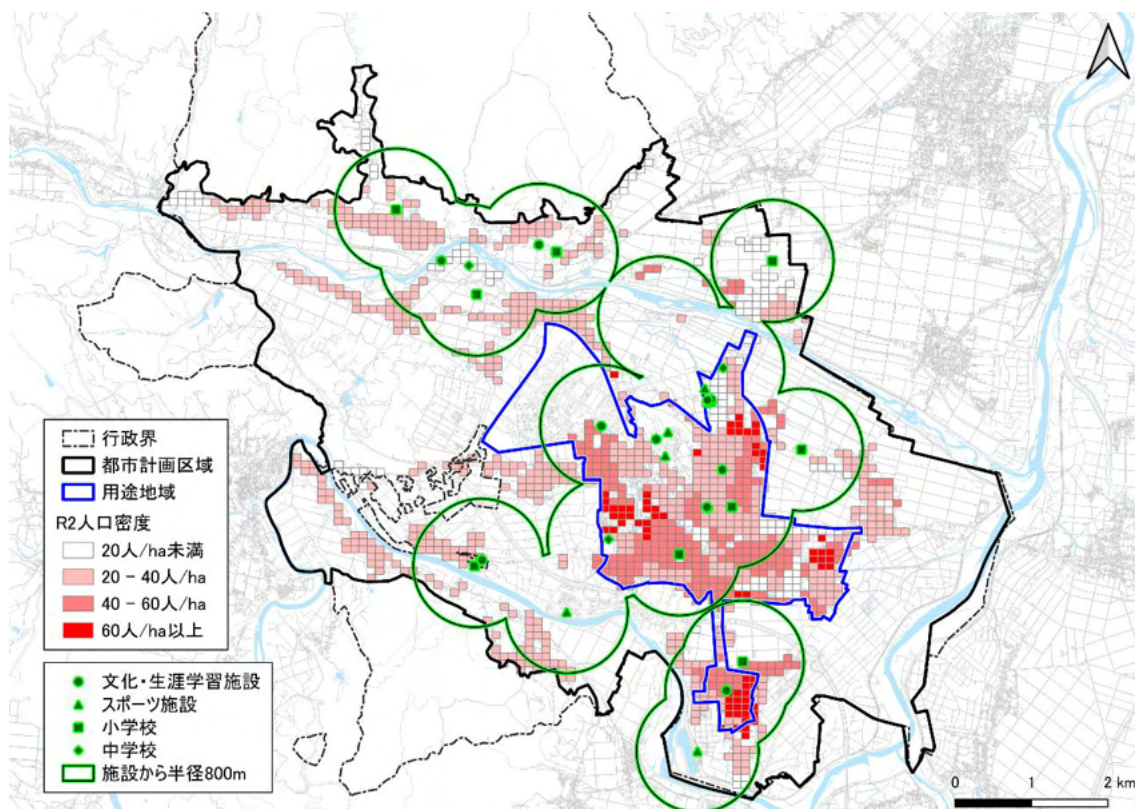 行政界
都市計画区域
用途地域
R2人口密度
20人/ha未満
20 - 40人/ha
40 - 60人/ha
60人/ha以上
文化・生涯学習施設
スポーツ施設
小学校
中学校
施設から半径800m
0 1 2 km